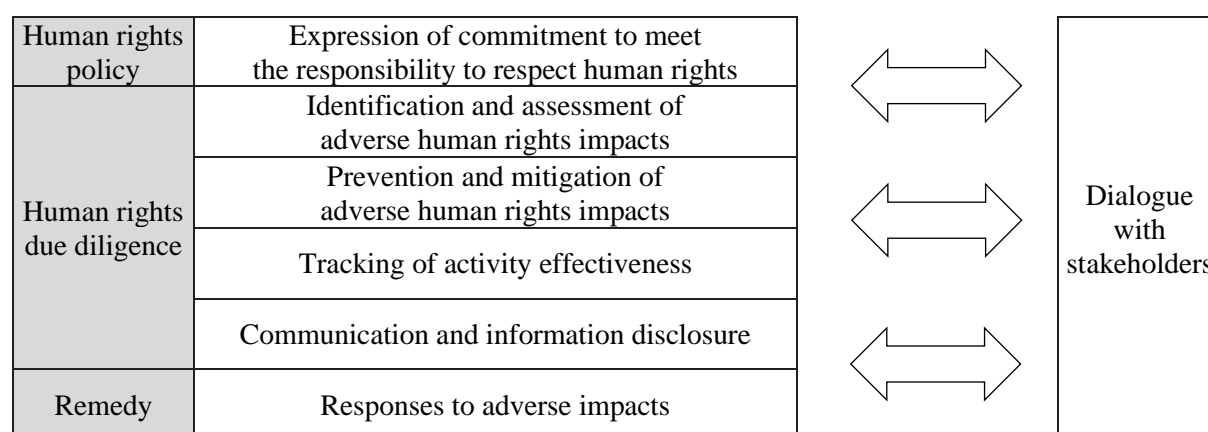 Human rights
policy
Expression of commitment to meet
the responsibility to respect human rights
Human rights
due diligence
Identification and assessment of
adverse human rights impacts
Prevention and mitigation of
adverse human rights impacts
Tracking of activity effectiveness
Communication and information disclosure
Remedy
Responses to adverse impacts
Dialogue
with
stakeholders